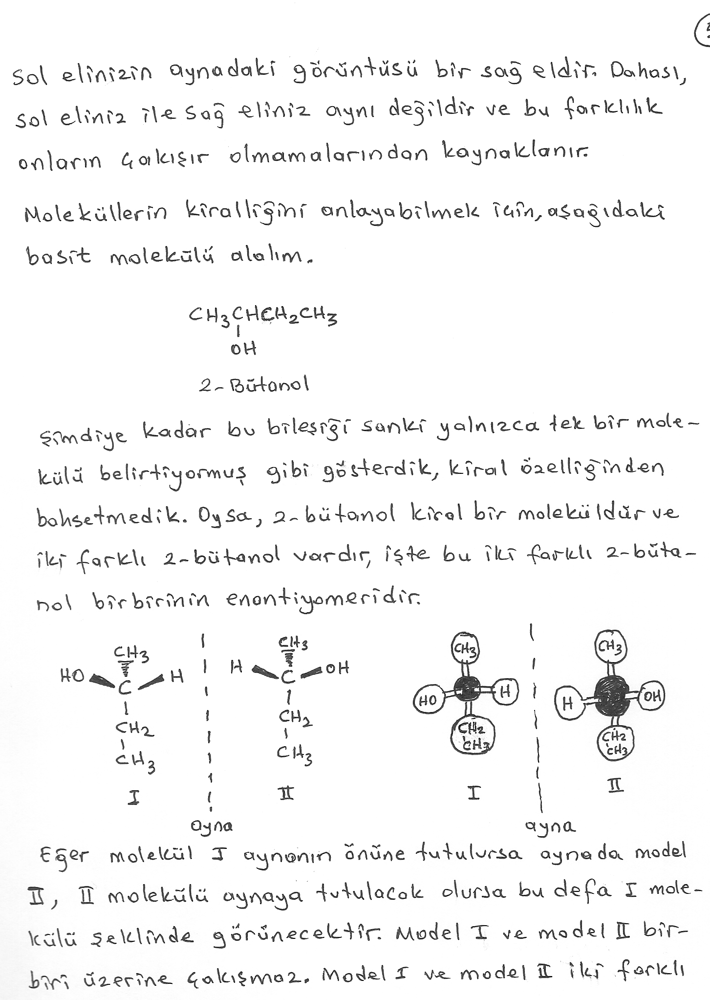 Sol elinizin aynadaki görüntüsü bir sağ eldir. Dahası,
sol eliniz ile sağ eliniz aynı değildir ve bu farklılık
onların çakışır olmamalarından kaynaklanır.
Moleküllerin kiralliğini anlayabilmek için, aşağıdaki
basit molekülü alalım.
CH3CHCH2CH3
OH
2-Bütanol
Şimdiye kadar bu bileşiği sanki yalnızca tek bir mole-
külü belirtiyormuş gibi gösterdik, kiral özelliğinden
bahsetmedik. Oysa, 2-bütanol kiral bir moleküldür ve
iki farklı 2-bütanol vardır, işte bu iki farklı 2-büta-
nol birbirinin enantiyomeridir.
CH3 CH3 CH3 CH3
HO C H H C OH HO H H OH
CH2 CH2 CH2 CH2
CH3 CH3 CH3 CH3
I II I II
ayna ayna
Eğer molekül I aynanın önüne tutulursa aynada model
II, II molekülü aynaya tutulacak olursa bu defa I mole-
külü şeklinde görünecektir. Model I ve model II bir-
biri üzerine çakışmaz. Model I ve model II iki farklı